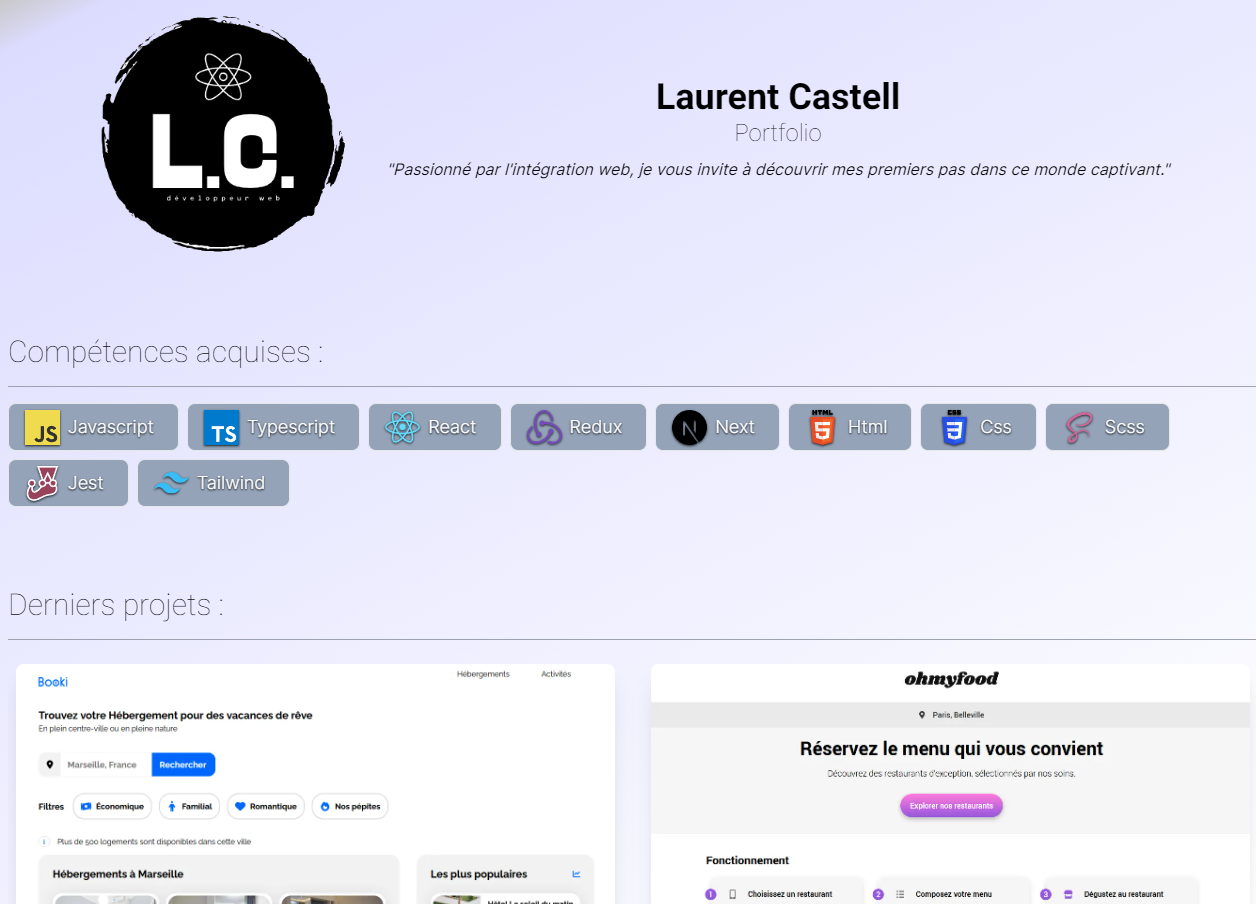 L.C.
développeur web
Laurent Castell
Portfolio
"Passionné par l'intégration web, je vous invite à découvrir mes premiers pas dans ce monde captivant."
Compétences acquises :
JS Javascript
TS Typescript
React
Redux
N Next
HTML 5 Html
CSS 3 Css
Scss
Jest
Tailwind
Derniers projets :
Booki
Hébergements
Activités
Trouvez votre Hébergement pour des vacances de rêve
En plein centre-ville ou en pleine nature
Marseille, France
Rechercher
Filtres
Économique
Familial
Romantique
Nos pépites
i Plus de 500 logements sont disponibles dans cette ville
Hébergements à Marseille
Les plus populaires
Hôtel Le soleil du matin
ohmyfood
Paris, Belleville
Réservez le menu qui vous convient
Découvrez des restaurants d'exception, sélectionnés par nos soins.
Explorer nos restaurants
Fonctionnement
1 Choisissez un restaurant
2 Composez votre menu
3 Dégustez au restaurant